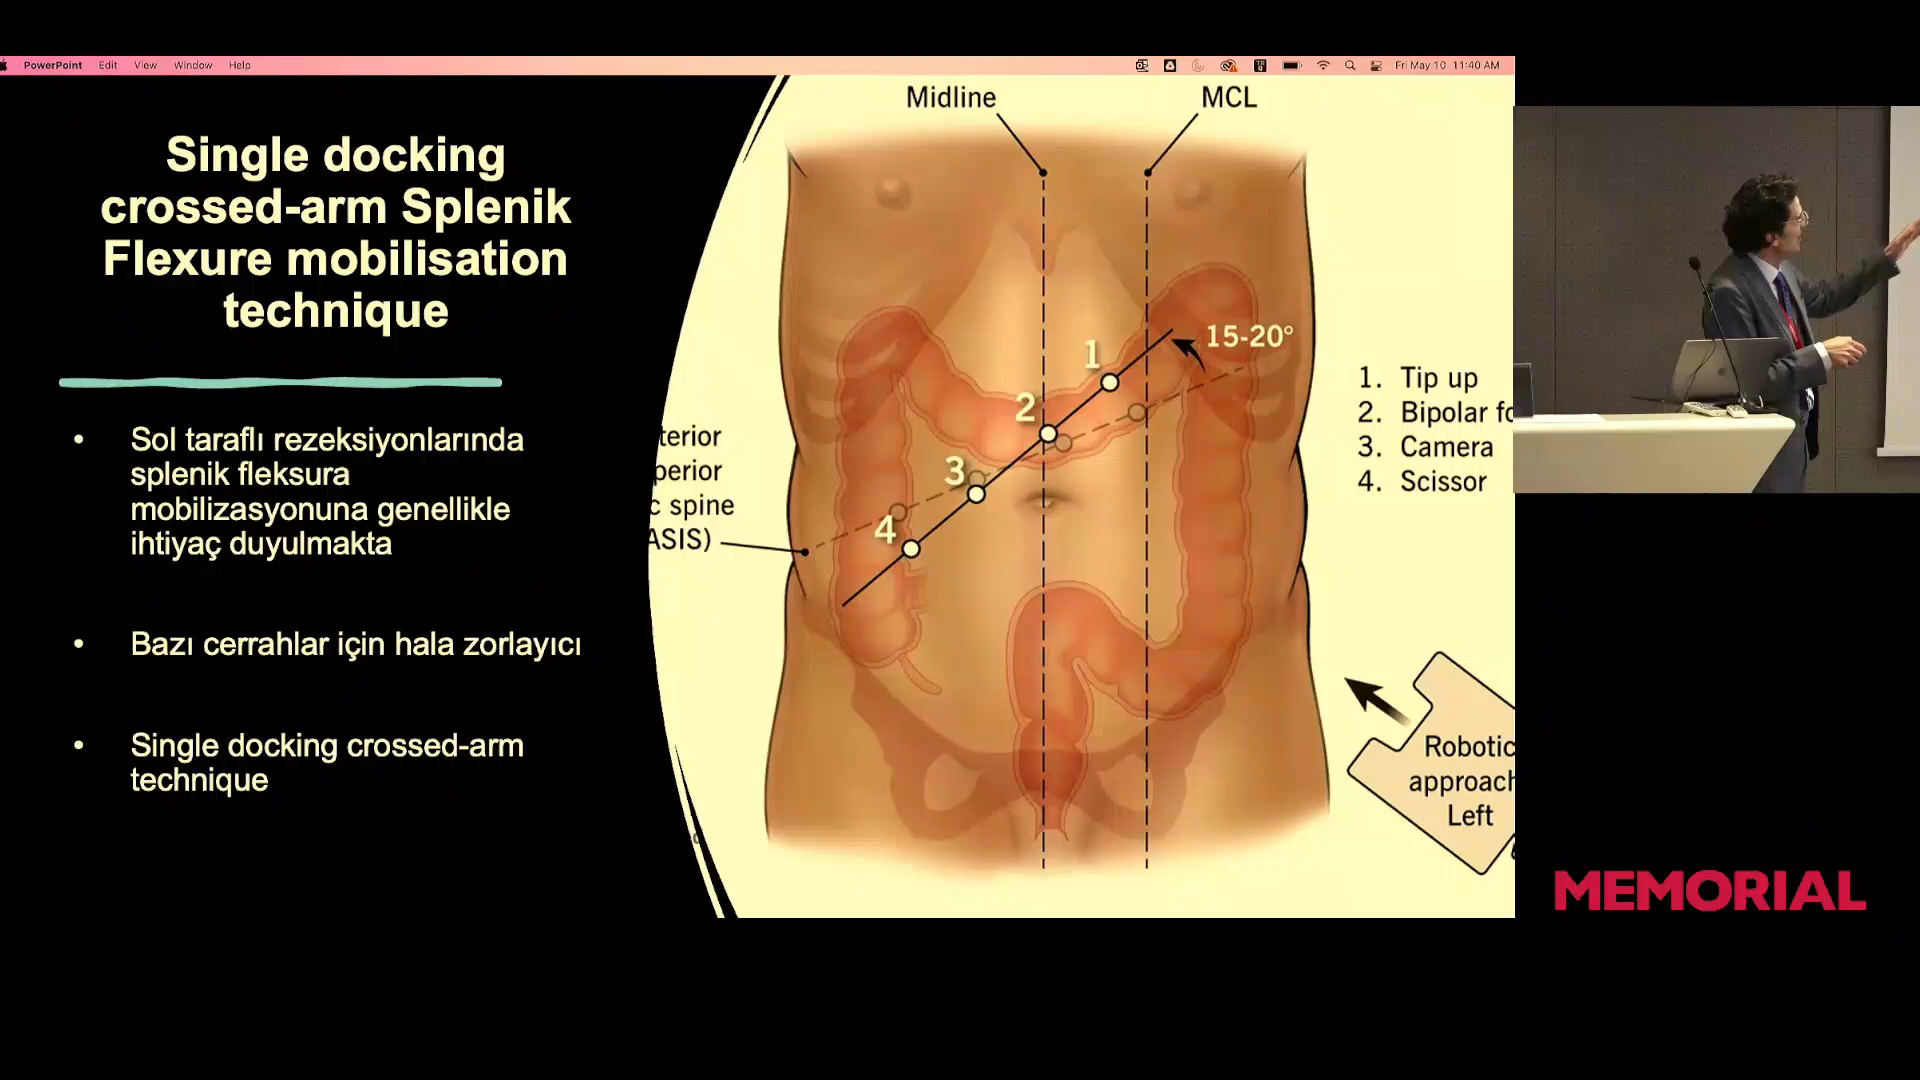 PowerPoint Edit View Window Help
Fri May 10 11:40 AM
Single docking
crossed-arm Splenik
Flexure mobilisation
technique
• Sol taraflı rezeksiyonlarında
splenik fleksura
mobilizasyonuna genellikle
ihtiyaç duyulmakta
• Bazı cerrahlar için hala zorlayıcı
• Single docking crossed-arm
technique
Midline
MCL
15-20°
1
2
3
4
terior
perior
c spine
ASIS)
1. Tip up
2. Bipolar fo
3. Camera
4. Scissor
Robotic
approach
Left
MEMORIAL